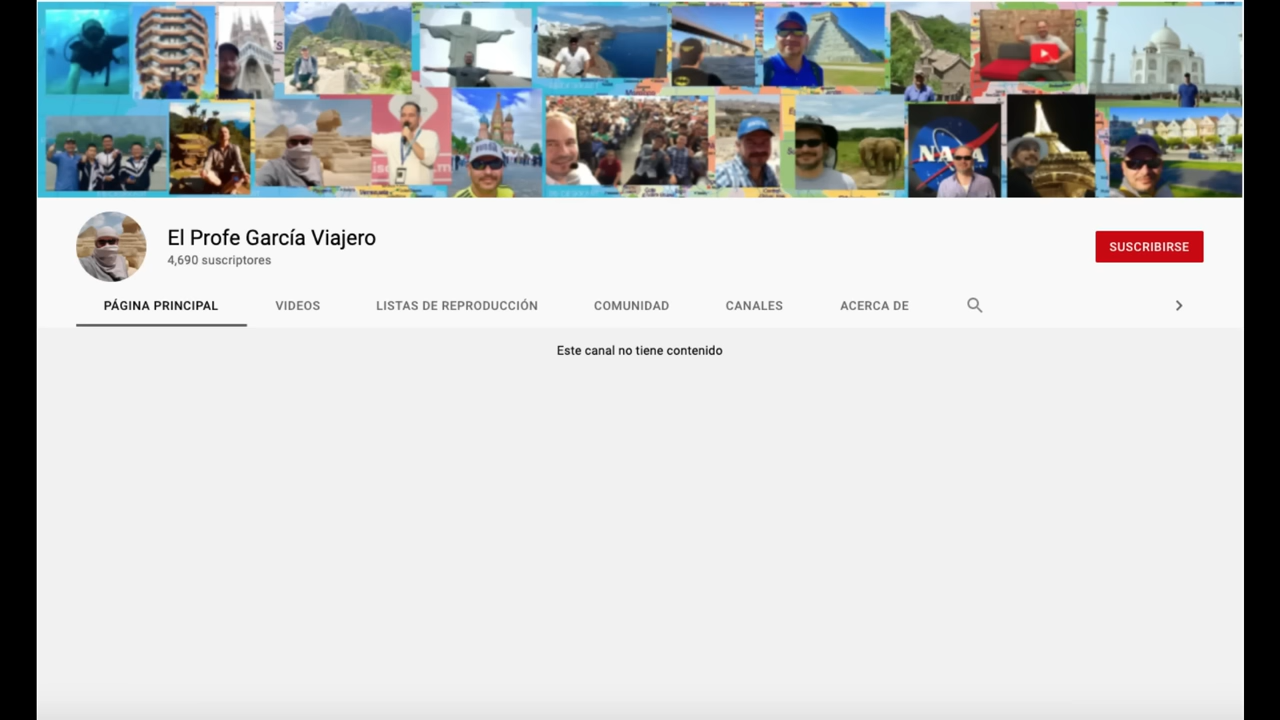 NASA
El Profe García Viajero
4,690 suscriptores
SUSCRIBIRSE
PÁGINA PRINCIPAL
VIDEOS
LISTAS DE REPRODUCCIÓN
COMUNIDAD
CANALES
ACERCA DE
Este canal no tiene contenido